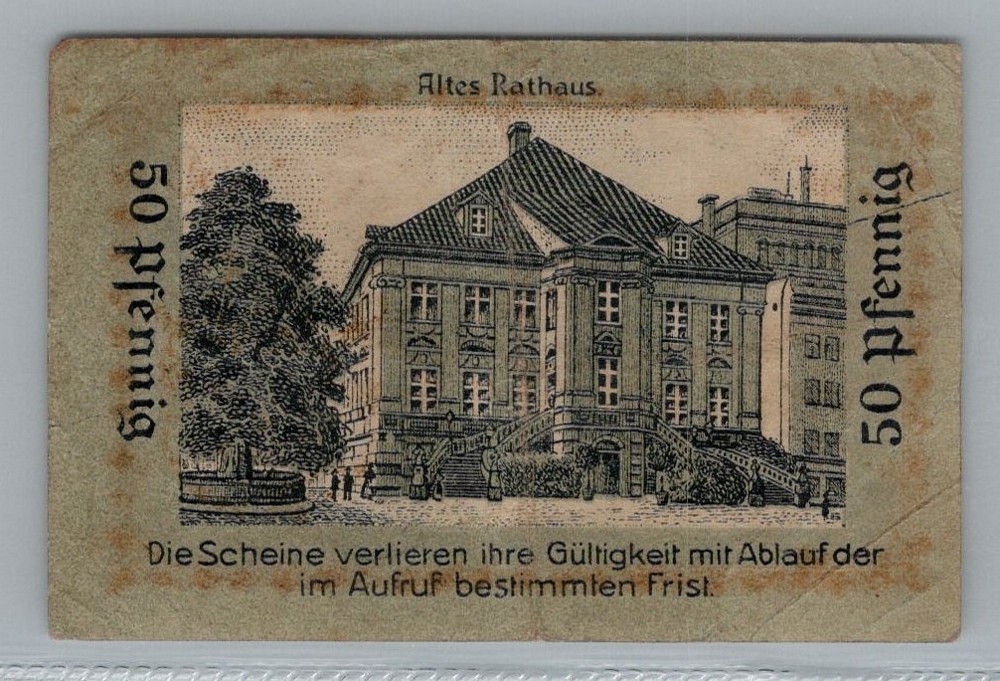 Altes Rathaus.
50 Pfennig
50 Pfennig
Die Scheine verlieren ihre Gültigkeit mit Ablauf der
im Aufruf bestimmten Frist.